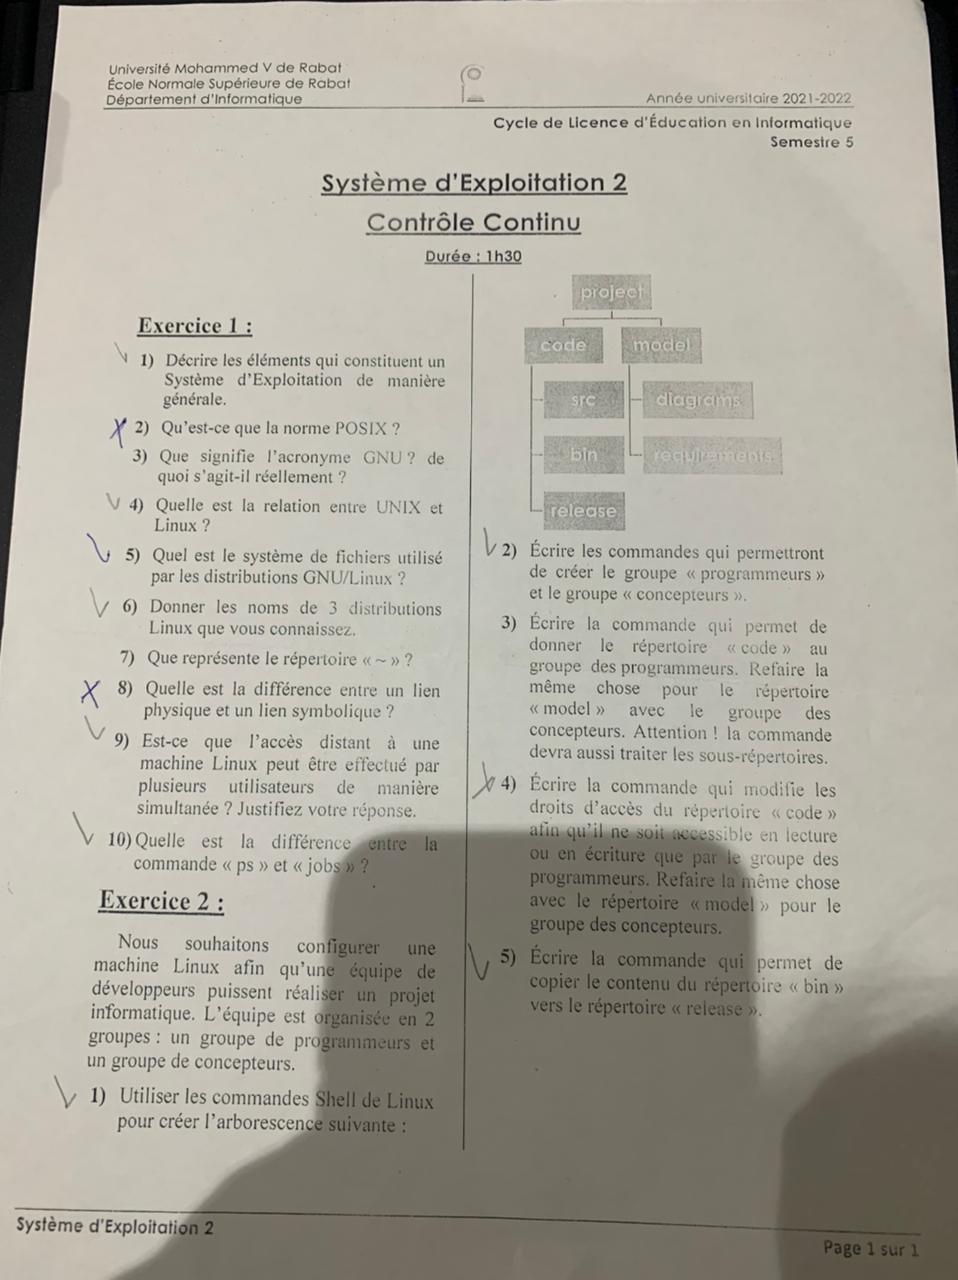 Université Mohammed V de Rabat
École Normale Supérieure de Rabat
Département d'Informatique
Année universitaire 2021-2022
Cycle de Licence d'Éducation en Informatique
Semestre 5
Système d'Exploitation 2
Contrôle Continu
Durée : 1h30
Exercice 1 :
1) Décrire les éléments qui constituent un
Système d'Exploitation de manière
générale.
2) Qu'est-ce que la norme POSIX ?
3) Que signifie l'acronyme GNU ? de
quoi s'agit-il réellement ?
4) Quelle est la relation entre UNIX et
Linux ?
5) Quel est le système de fichiers utilisé
par les distributions GNU/Linux ?
6) Donner les noms de 3 distributions
Linux que vous connaissez.
7) Que représente le répertoire « ~ » ?
8) Quelle est la différence entre un lien
physique et un lien symbolique ?
9) Est-ce que l'accès distant à une
machine Linux peut être effectué par
plusieurs utilisateurs de manière
simultanée ? Justifiez votre réponse.
10) Quelle est la différence entre la
commande « ps » et « jobs » ?
Exercice 2 :
Nous souhaitons configurer une
machine Linux afin qu'une équipe de
développeurs puissent réaliser un projet
informatique. L'équipe est organisée en 2
groupes : un groupe de programmeurs et
un groupe de concepteurs.
1) Utiliser les commandes Shell de Linux
pour créer l'arborescence suivante :
project
code
model
src
diagrams
bin
requirements
release
2) Écrire les commandes qui permettront
de créer le groupe « programmeurs »
et le groupe « concepteurs ».
3) Écrire la commande qui permet de
donner le répertoire « code » au
groupe des programmeurs. Refaire la
même chose pour le répertoire
« model » avec le groupe des
concepteurs. Attention ! la commande
devra aussi traiter les sous-répertoires.
4) Écrire la commande qui modifie les
droits d'accès du répertoire « code »
afin qu'il ne soit accessible en lecture
ou en écriture que par le groupe des
programmeurs. Refaire la même chose
avec le répertoire « model » pour le
groupe des concepteurs.
5) Écrire la commande qui permet de
copier le contenu du répertoire « bin »
vers le répertoire « release ».
Système d'Exploitation 2
Page 1 sur 1